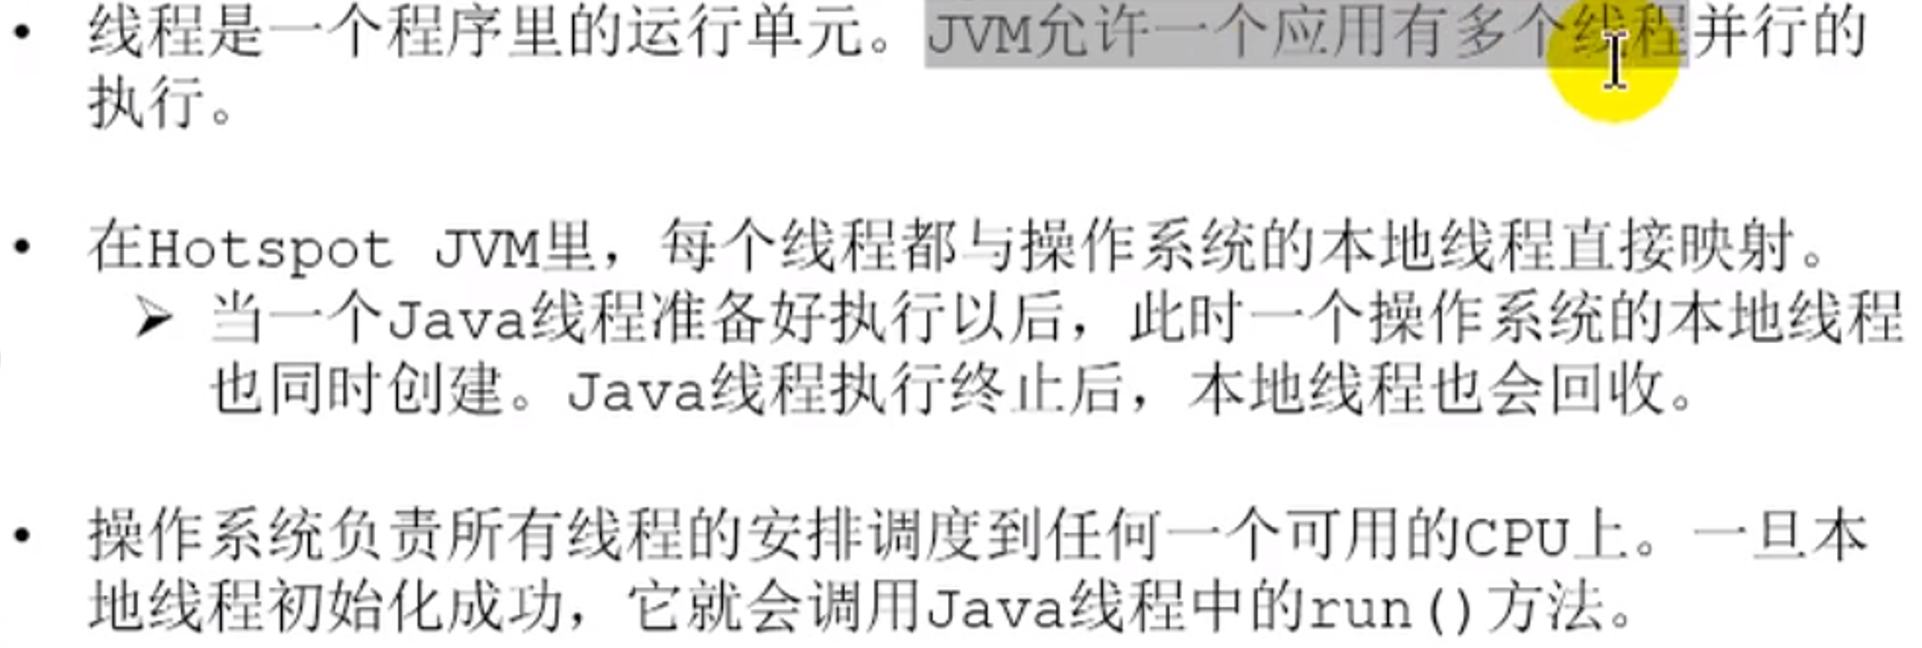 • 线程是一个程序里的运行单元。JVM允许一个应用有多个线程并行的
执行。
• 在Hotspot JVM里，每个线程都与操作系统的本地线程直接映射。
➢ 当一个Java线程准备好执行以后，此时一个操作系统的本地线程
也同时创建。Java线程执行终止后，本地线程也会回收。
• 操作系统负责所有线程的安排调度到任何一个可用的CPU上。一旦本
地线程初始化成功，它就会调用Java线程中的run()方法。